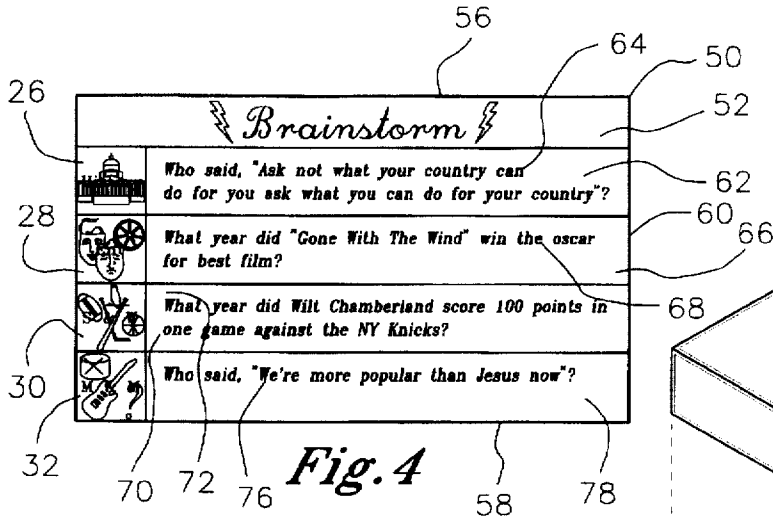 56
64
50
26
Brainstorm
52
Who said, "Ask not what your country can
do for you ask what you can do for your country"?
62
28
What year did "Gone With The Wind" win the oscar
for best film?
60
66
68
What year did Wilt Chamberland score 100 points in
one game against the NY Knicks?
30
Who said, "We're more popular than Jesus now"?
32
70
72
76
Fig.4
58
78